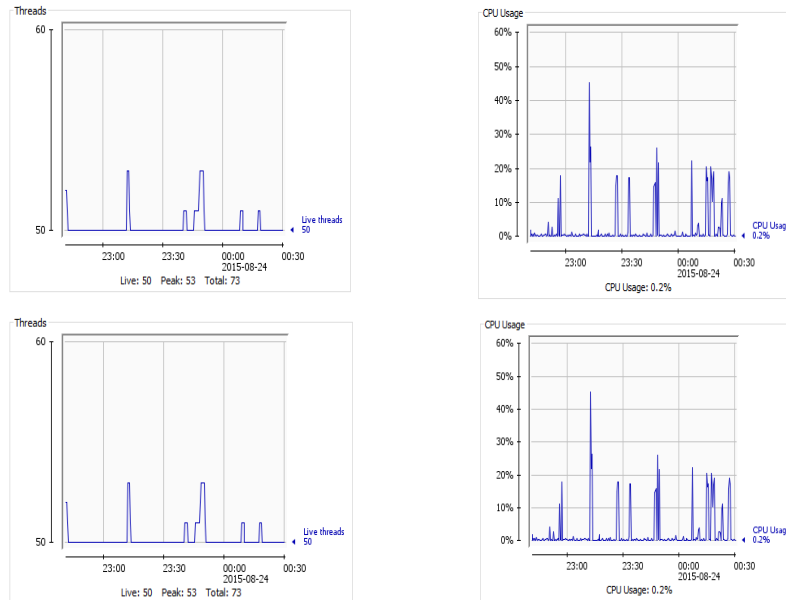 Threads
60
50
Live threads
50
23:00 23:30 00:00 00:30
2015-08-24
Live: 50 Peak: 53 Total: 73
CPU Usage
60%
50%
40%
30%
20%
10%
0%
CPU Usage
0.2%
23:00 23:30 00:00 00:30
2015-08-24
CPU Usage: 0.2%
Threads
60
50
Live threads
50
23:00 23:30 00:00 00:30
2015-08-24
Live: 50 Peak: 53 Total: 73
CPU Usage
60%
50%
40%
30%
20%
10%
0%
CPU Usage
0.2%
23:00 23:30 00:00 00:30
2015-08-24
CPU Usage: 0.2%